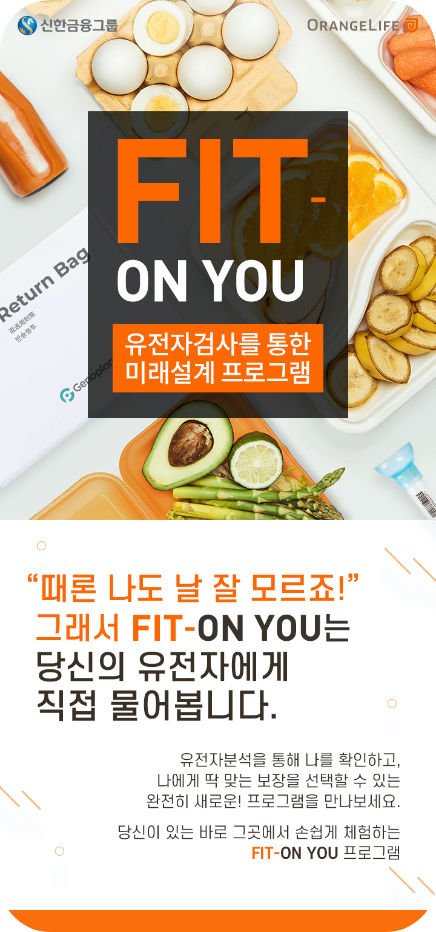 신한금융그룹
ORANGELIFE
FIT-
ON YOU
유전자검사를 통한
미래설계 프로그램
Return Bag
Genoplan
“때론 나도 날 잘 모르죠!”
그래서 FIT-ON YOU는
당신의 유전자에게
직접 물어봅니다.
유전자분석을 통해 나를 확인하고,
나에게 딱 맞는 보장을 선택할 수 있는
완전히 새로운! 프로그램을 만나보세요.
당신이 있는 바로 그곳에서 손쉽게 체험하는
FIT-ON YOU 프로그램